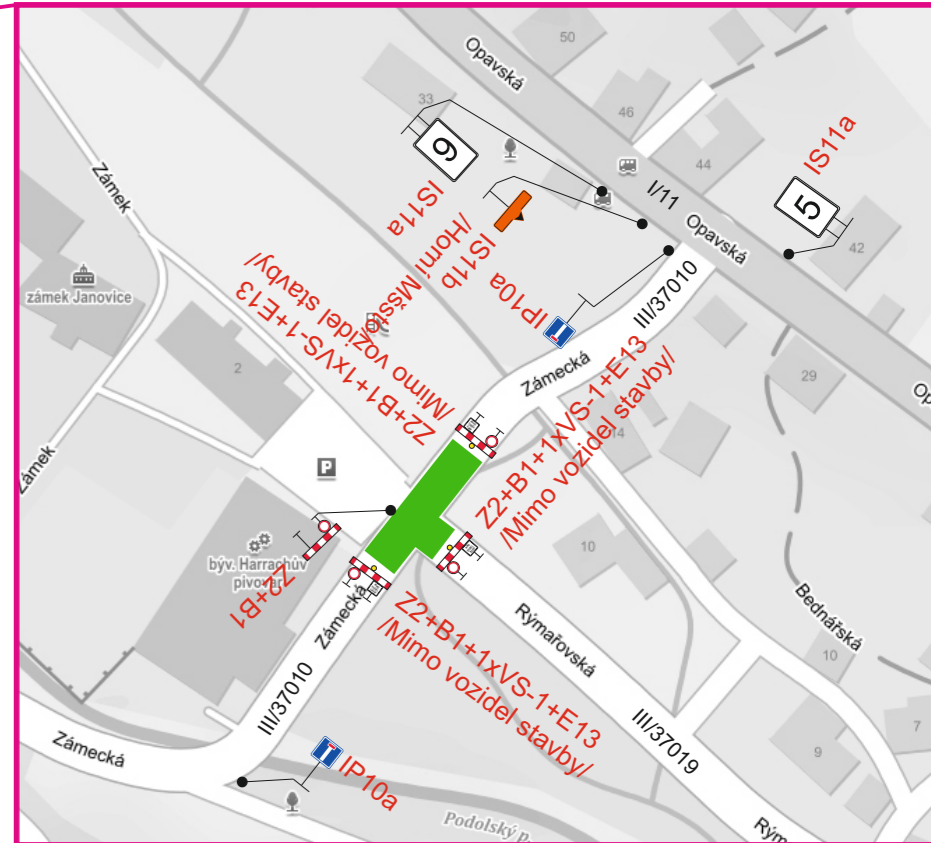 50
Opavská
33
46
44
IS11a
9
IS11a
I/11
5
Opavská
42
Zámek
IS11b
/Horní Město/
IP10a
III/37010
zámek Janovice
Z2+B1+1xVS-1+E13
/Mimo vozidel stavby/
2
Zámecká
29
Z2+B1+1xVS-1+E13
/Mimo vozidel stavby/
14
Zámek
P
býv. Harrachův
pivovar
Z2+B1
10
Zámecká
Z2+B1+1xVS-1+E13
/Mimo vozidel stavby/
Rýmařovská
Bednářská
10
III/37010
III/37019
7
9
Zámecká
IP10a
Podolský p
Rým